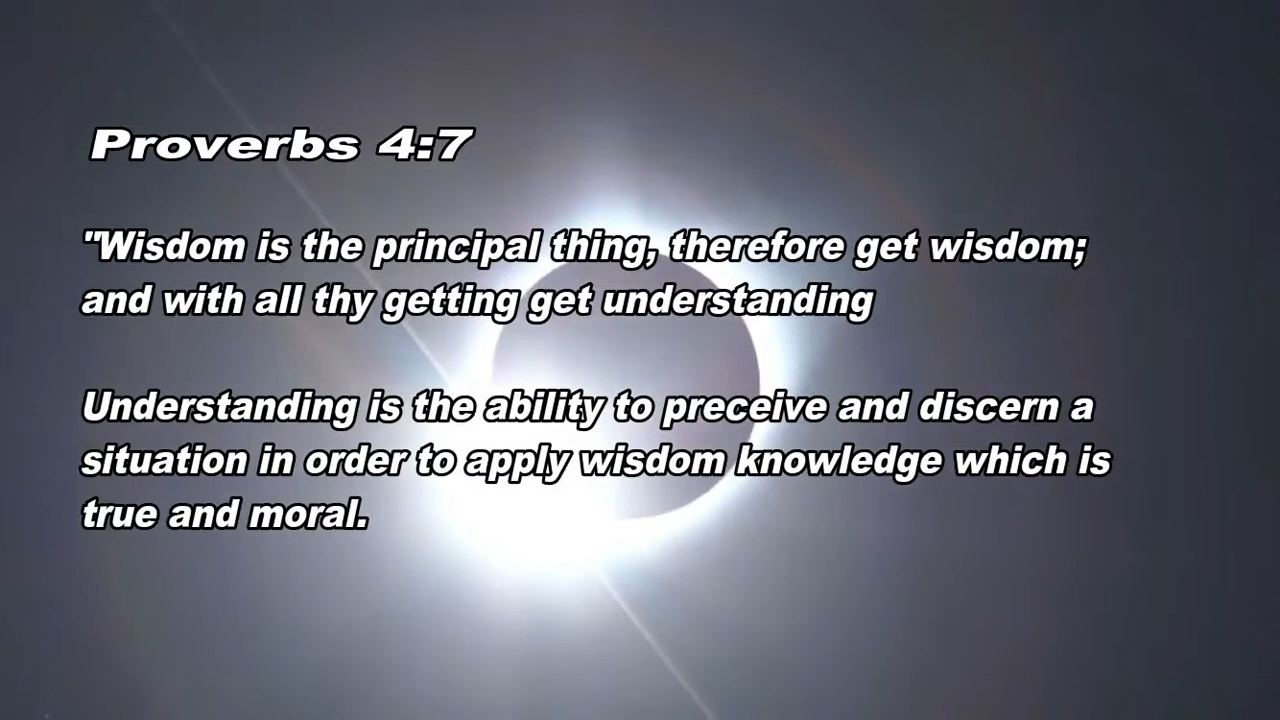 Proverbs 4:7
"Wisdom is the principal thing, therefore get wisdom;
and with all thy getting get understanding
Understanding is the ability to preceive and discern a
situation in order to apply wisdom knowledge which is
true and moral.